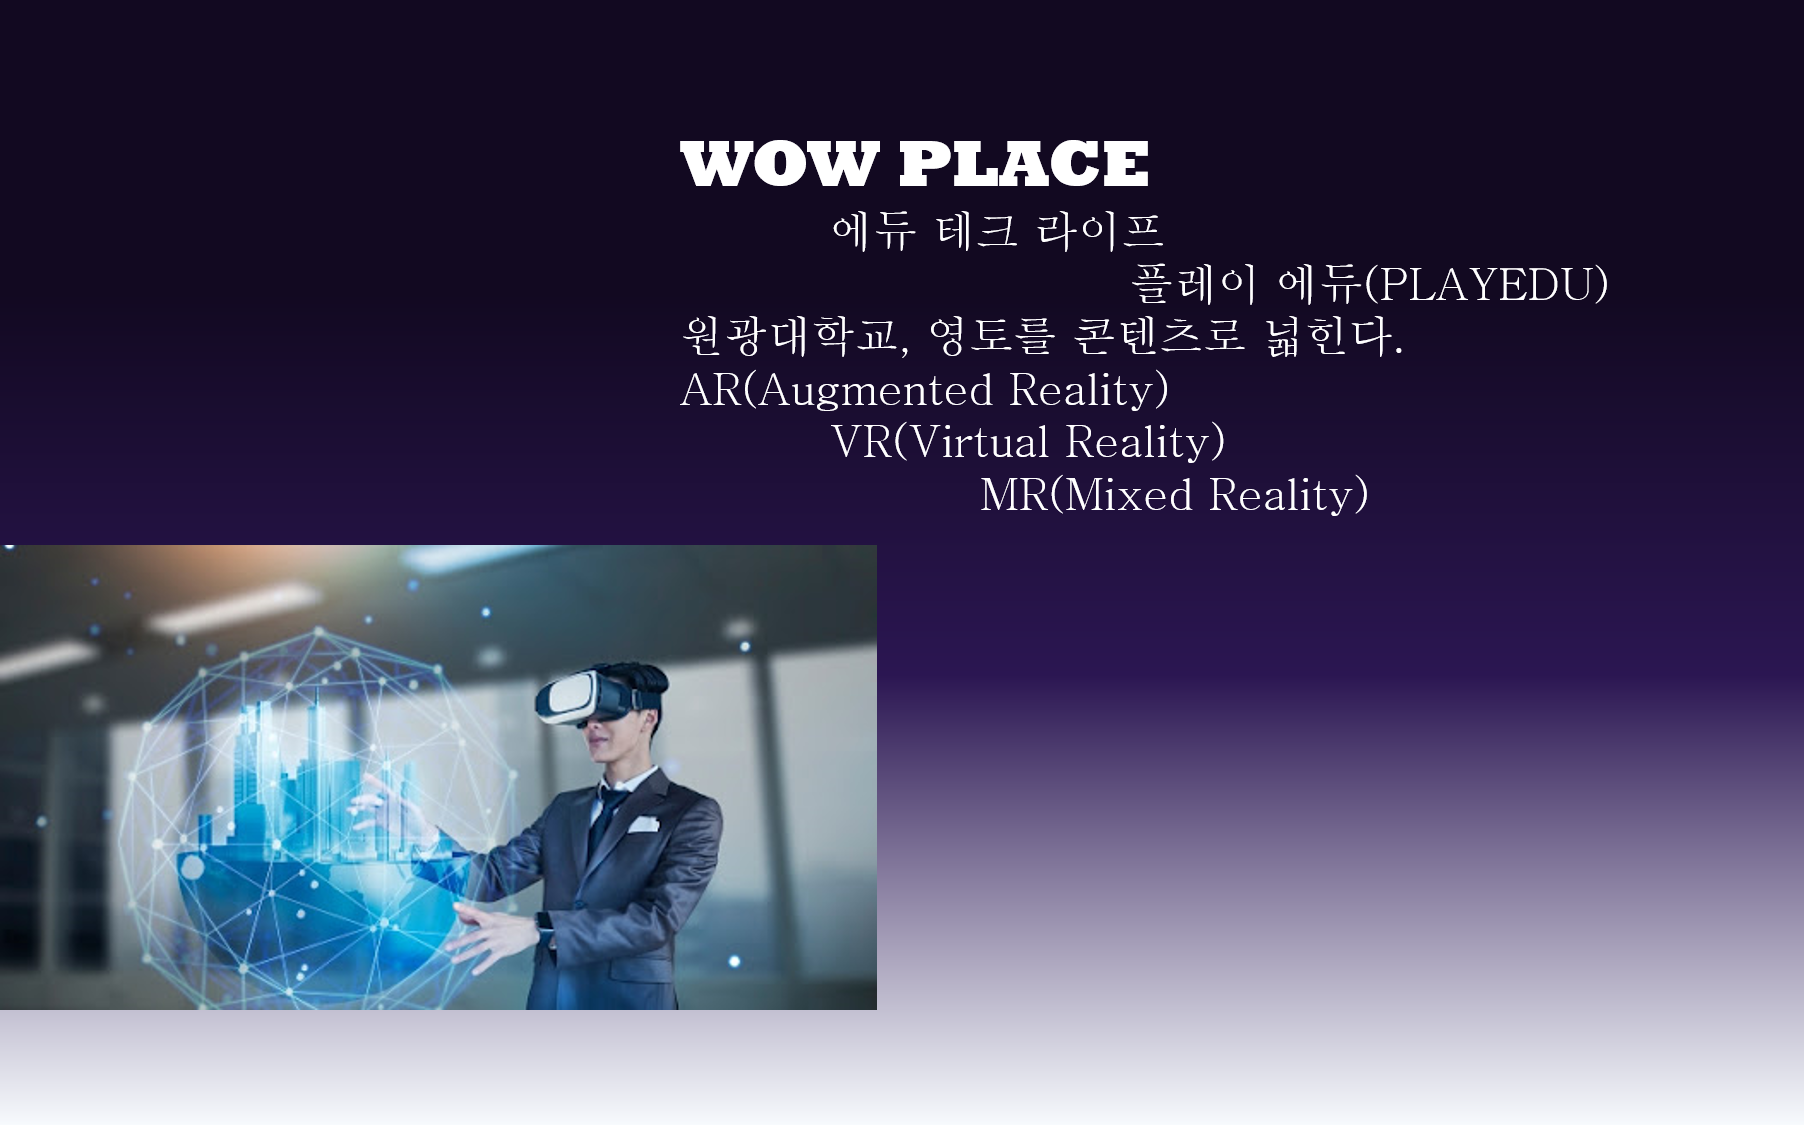 WOW PLACE
에듀 테크 라이프
플레이 에듀(PLAYEDU)
원광대학교, 영토를 콘텐츠로 넓힌다.
AR(Augmented Reality)
VR(Virtual Reality)
MR(Mixed Reality)